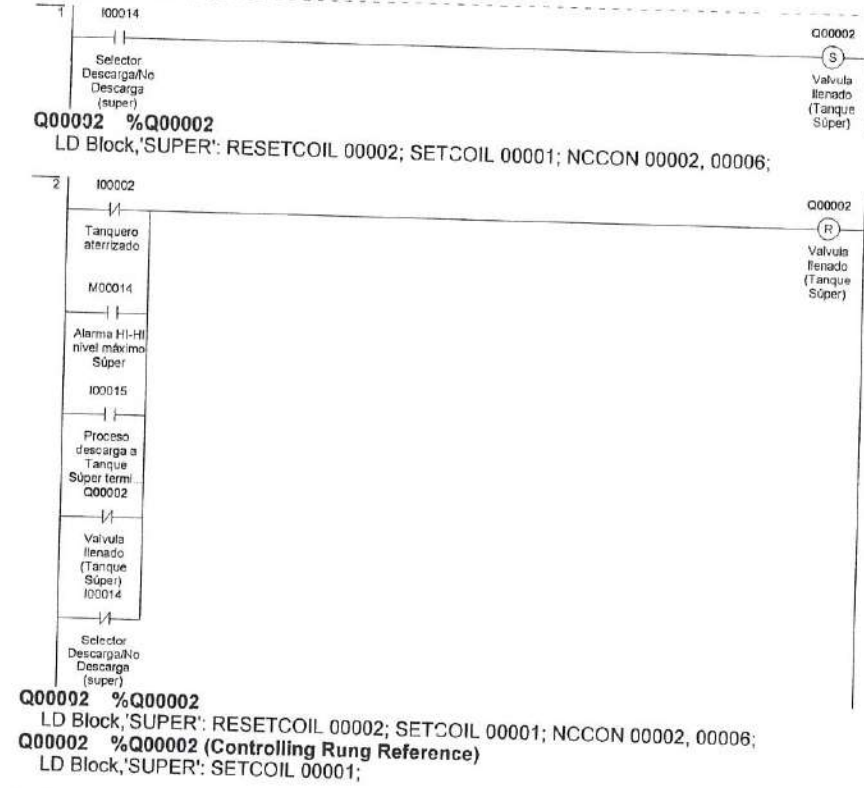 1
I00014
Q00002
S
Selector
Descarga/No
Descarga
(super)
Valvula
llenado
(Tanque
Súper)
Q00002 %Q00002
LD Block,'SUPER': RESETCOIL 00002; SETCOIL 00001; NCCON 00002, 00006;
2
I00002
Q00002
R
Tanquero
aterrizado
Valvula
llenado
(Tanque
Súper)
M00014
Alarma HI-HI
nivel máximo
Súper
I00015
Proceso
descarga a
Tanque
Súper termi...
Q00002
Valvula
llenado
(Tanque
Súper)
I00014
Selector
Descarga/No
Descarga
(super)
Q00002 %Q00002
LD Block,'SUPER': RESETCOIL 00002; SETCOIL 00001; NCCON 00002, 00006;
Q00002 %Q00002 (Controlling Rung Reference)
LD Block,'SUPER': SETCOIL 00001;